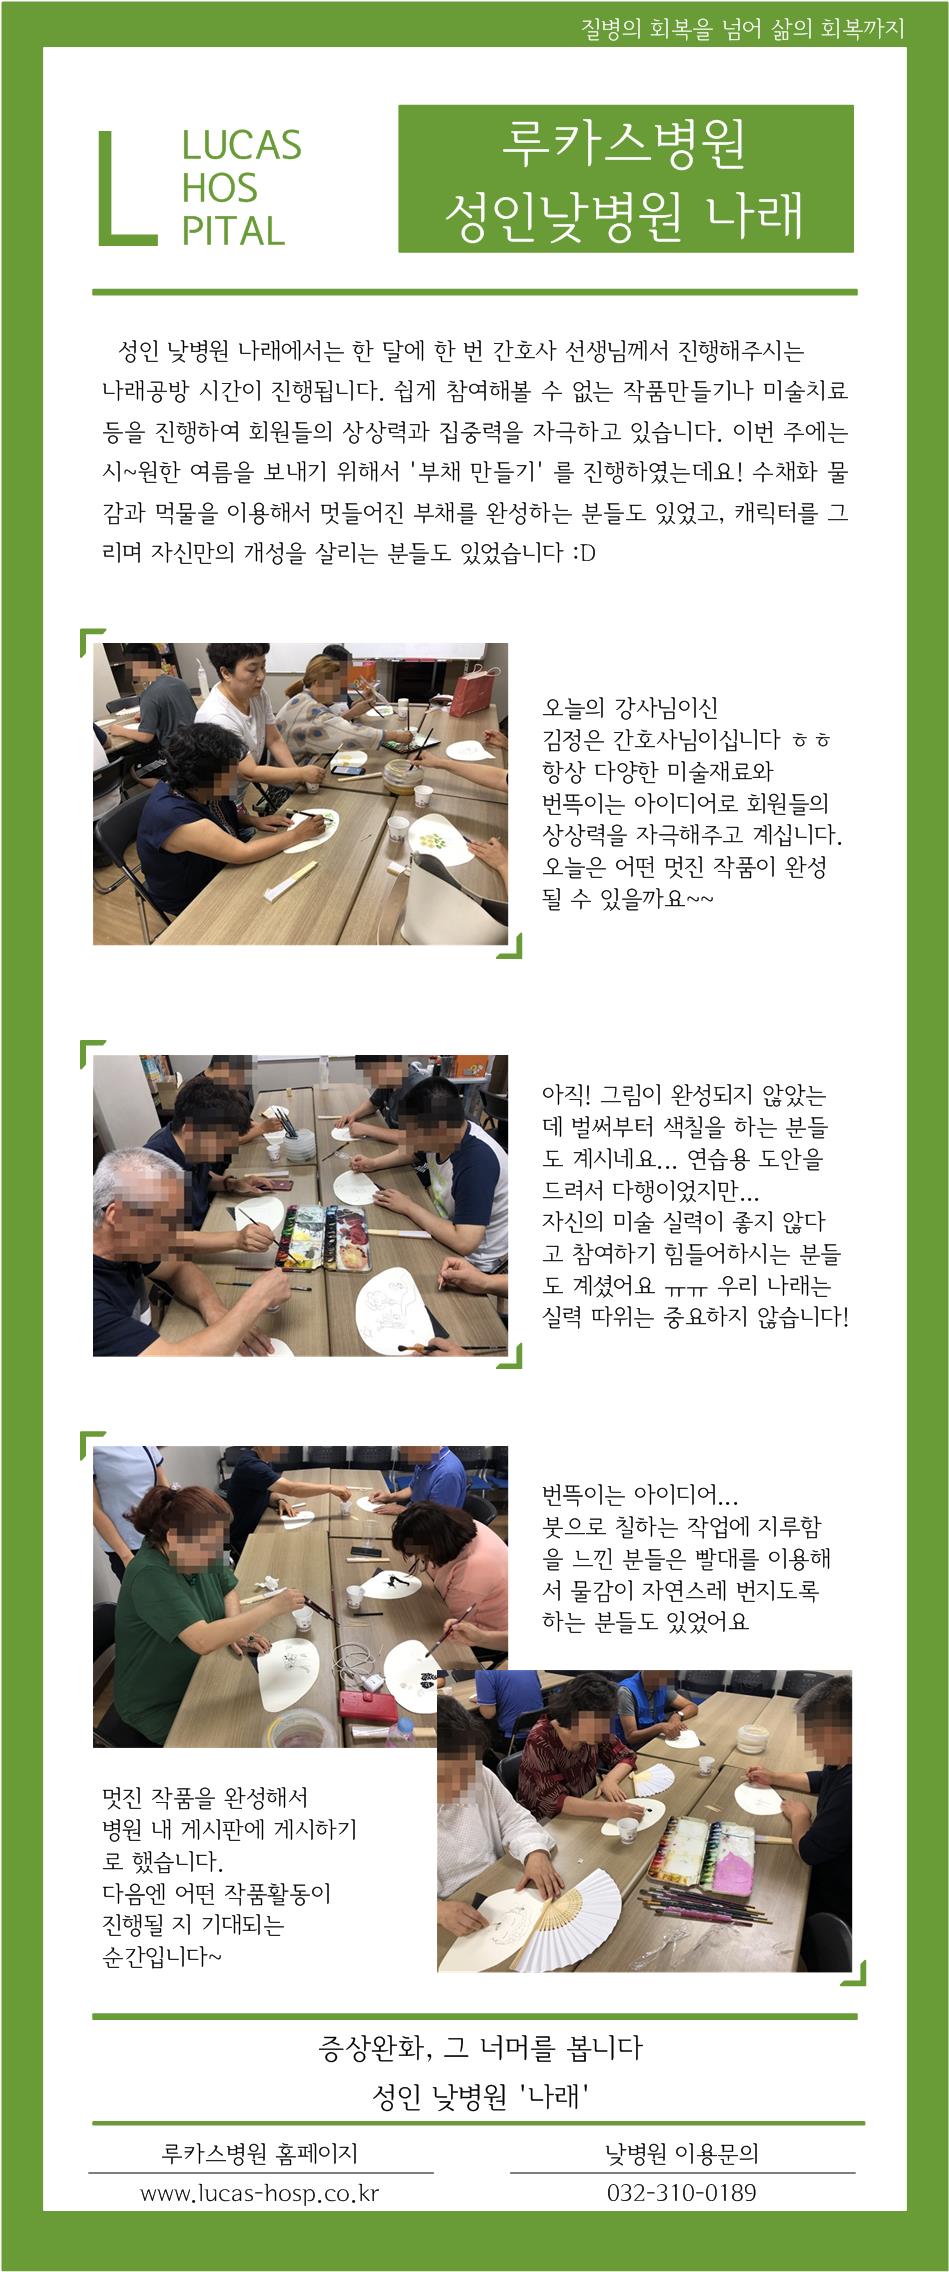 질병의 회복을 넘어 삶의 회복까지
L
LUCAS
HOS
PITAL
루카스병원
성인낮병원 나래
성인 낮병원 나래에서는 한 달에 한 번 간호사 선생님께서 진행해주시는
나래공방 시간이 진행됩니다. 쉽게 참여해볼 수 없는 작품만들기나 미술치료
등을 진행하여 회원들의 상상력과 집중력을 자극하고 있습니다. 이번 주에는
시~원한 여름을 보내기 위해서 '부채 만들기' 를 진행하였는데요! 수채화 물
감과 먹물을 이용해서 멋들어진 부채를 완성하는 분들도 있었고, 캐릭터를 그
리며 자신만의 개성을 살리는 분들도 있었습니다 :D
오늘의 강사님이신
김정은 간호사님이십니다 ㅎㅎ
항상 다양한 미술재료와
번뜩이는 아이디어로 회원들의
상상력을 자극해주고 계십니다.
오늘은 어떤 멋진 작품이 완성
될 수 있을까요~~
아직! 그림이 완성되지 않았는
데 벌써부터 색칠을 하는 분들
도 계시네요... 연습용 도안을
드려서 다행이었지만...
자신의 미술 실력이 좋지 않다
고 참여하기 힘들어하시는 분들
도 계셨어요 ㅠㅠ 우리 나래는
실력 따위는 중요하지 않습니다!
번뜩이는 아이디어...
붓으로 칠하는 작업에 지루함
을 느낀 분들은 빨대를 이용해
서 물감이 자연스레 번지도록
하는 분들도 있었어요
멋진 작품을 완성해서
병원 내 게시판에 게시하기
로 했습니다.
다음엔 어떤 작품활동이
진행될 지 기대되는
순간입니다~
증상완화, 그 너머를 봅니다
성인 낮병원 '나래'
루카스병원 홈페이지
www.lucas-hosp.co.kr
낮병원 이용문의
032-310-0189